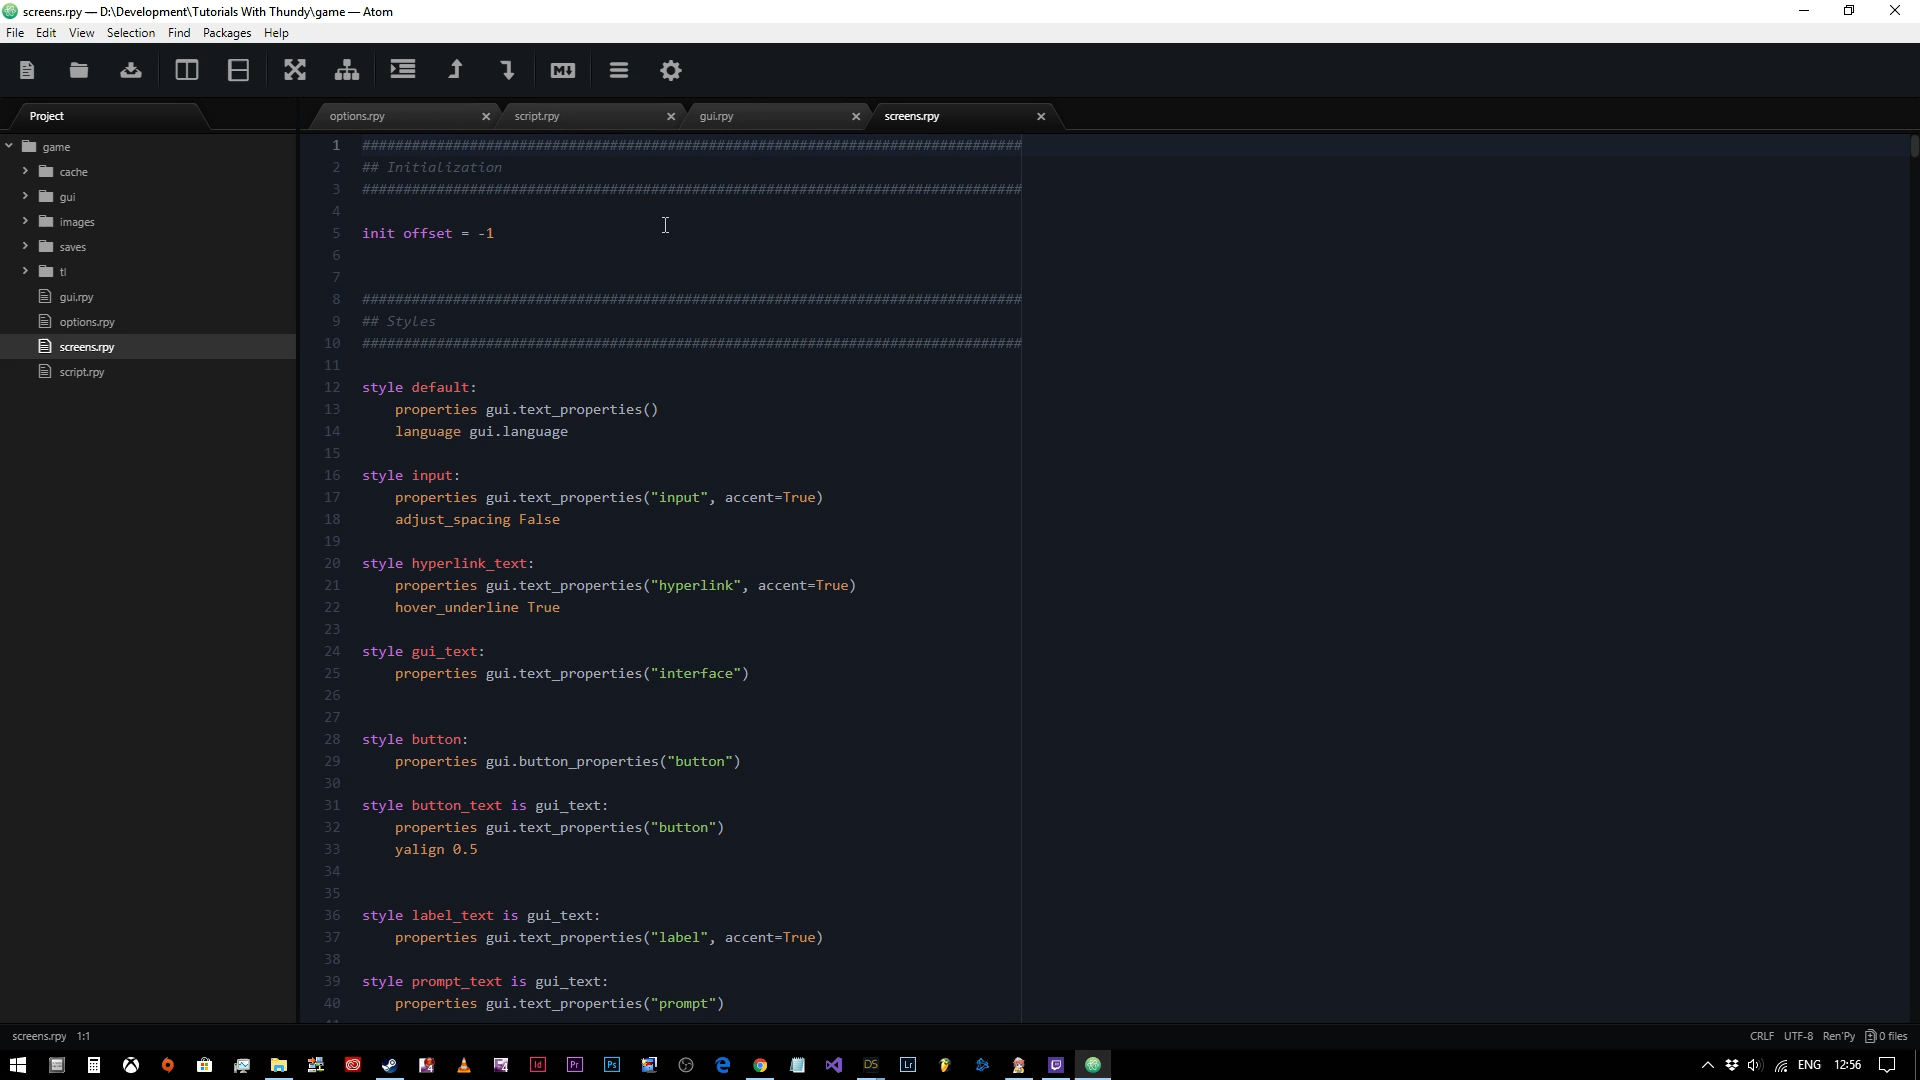 screens.rpy — D:\Development\Tutorials With Thundy\game — Atom
File Edit View Selection Find Packages Help
Project
options.rpy
script.rpy
gui.rpy
screens.rpy
game
cache
gui
images
saves
tl
gui.rpy
options.rpy
screens.rpy
script.rpy
1 ################################################################################
2 ## Initialization
3 ################################################################################
4
5 init offset = -1
6
7
8 ################################################################################
9 ## Styles
10 ################################################################################
11
12 style default:
13 properties gui.text_properties()
14 language gui.language
15
16 style input:
17 properties gui.text_properties("input", accent=True)
18 adjust_spacing False
19
20 style hyperlink_text:
21 properties gui.text_properties("hyperlink", accent=True)
22 hover_underline True
23
24 style gui_text:
25 properties gui.text_properties("interface")
26
27
28 style button:
29 properties gui.button_properties("button")
30
31 style button_text is gui_text:
32 properties gui.text_properties("button")
33 yalign 0.5
34
35
36 style label_text is gui_text:
37 properties gui.text_properties("label", accent=True)
38
39 style prompt_text is gui_text:
40 properties gui.text_properties("prompt")
screens.rpy 1:1
CRLF UTF-8 Ren'Py 0 files
ENG 12:56